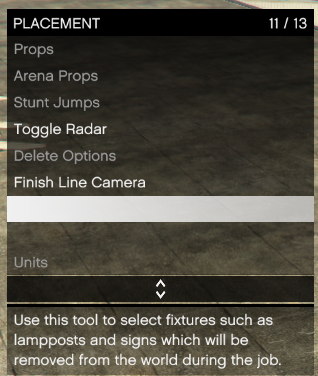 PLACEMENT 11 / 13
Props
Arena Props
Stunt Jumps
Toggle Radar
Delete Options
Finish Line Camera
Units
Use this tool to select fixtures such as
lampposts and signs which will be
removed from the world during the job.